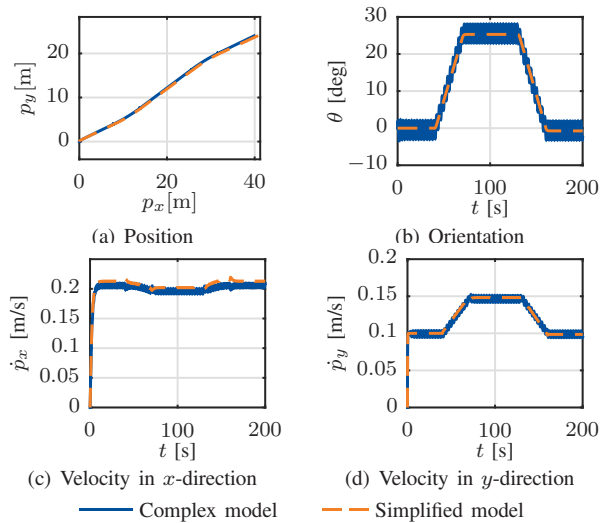 20
10
0
p_y [m]
0
20
40
p_x [m]
(a) Position
30
20
10
0
−10
θ [deg]
0
100
200
t [s]
(b) Orientation
0.2
0.15
0.1
0.05
0
ṗ_x [m/s]
0
100
200
t [s]
(c) Velocity in x-direction
0.2
0.15
0.1
0.05
0
ṗ_y [m/s]
0
100
200
t [s]
(d) Velocity in y-direction
Complex model
Simplified model